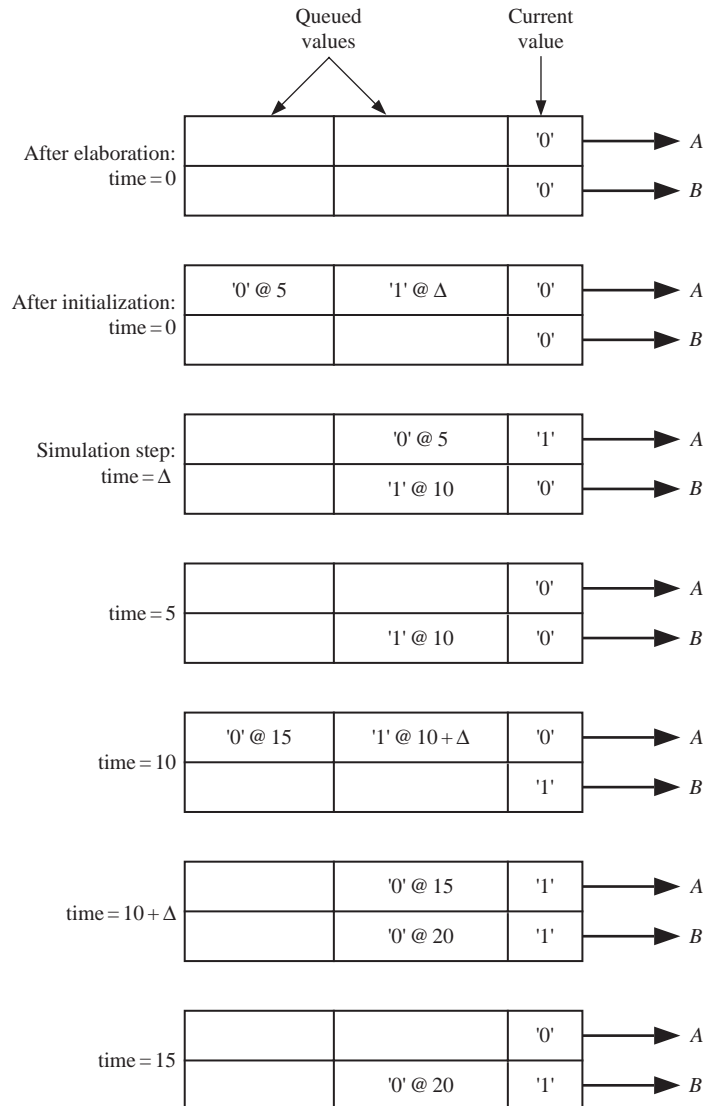 Queued values
Current value
After elaboration:
time = 0
'0'
A
'0'
B
After initialization:
time = 0
'0' @ 5
'1' @ Δ
'0'
A
'0'
B
Simulation step:
time = Δ
'0' @ 5
'1'
A
'1' @ 10
'0'
B
time = 5
'0'
A
'1' @ 10
'0'
B
time = 10
'0' @ 15
'1' @ 10 + Δ
'0'
A
'1'
B
time = 10 + Δ
'0' @ 15
'1'
A
'0' @ 20
'1'
B
time = 15
'0'
A
'0' @ 20
'1'
B